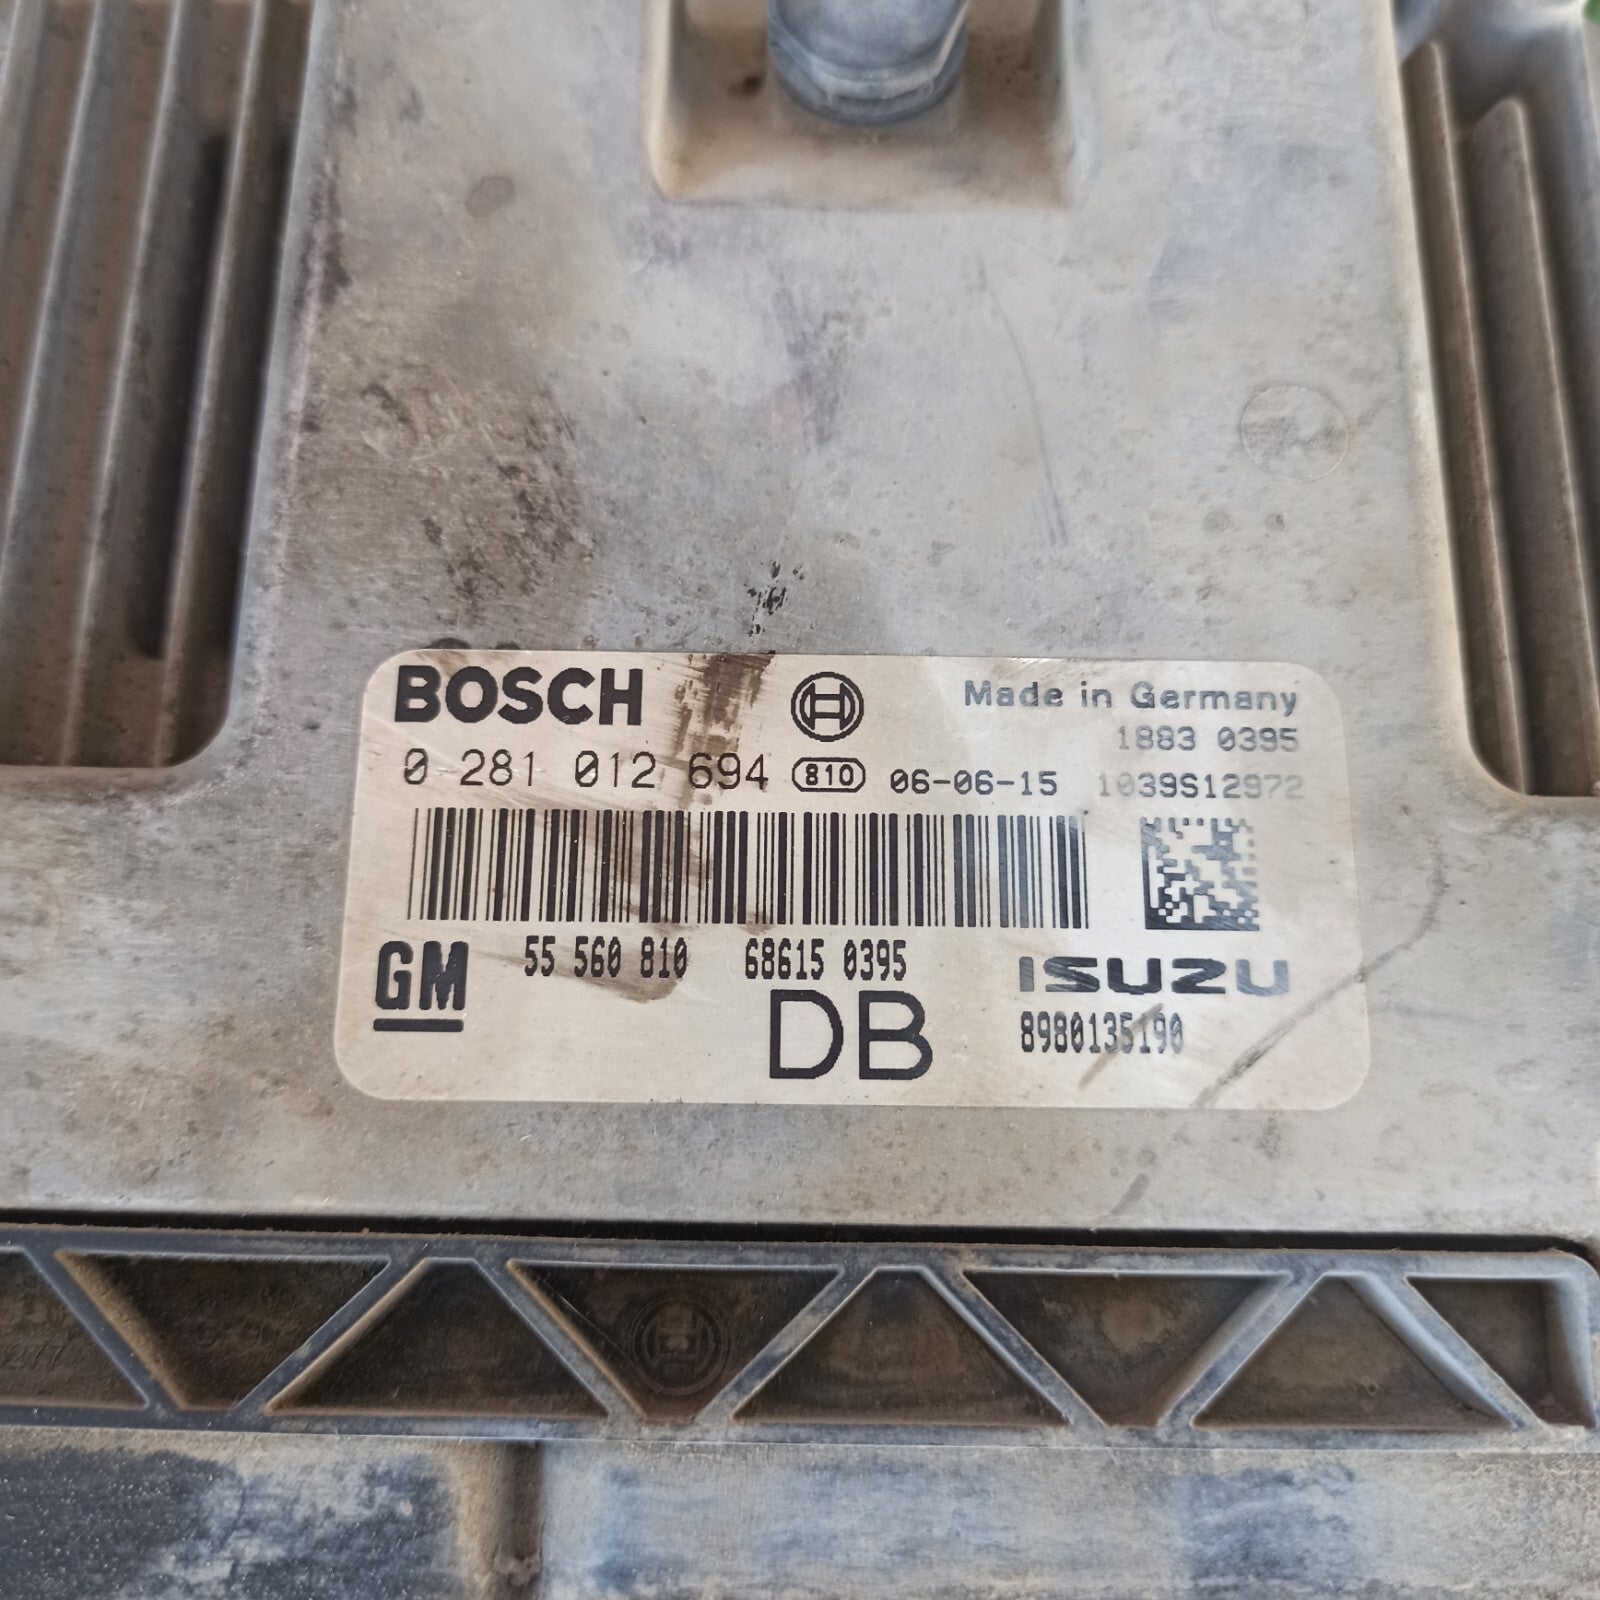 BOSCH
Made in Germany
1883 0395
0 281 012 694 810 06-06-15 1039S12972
GM 55 560 810 68615 0395 ISUZU
DB 8980135190